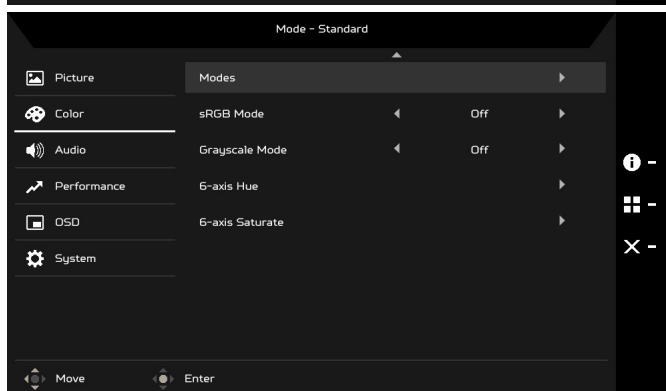 Mode - Standard
Picture
Modes
Color
sRGB Mode Off
Audio
Grayscale Mode Off
Performance
6-axis Hue
OSD
6-axis Saturate
System
Move Enter